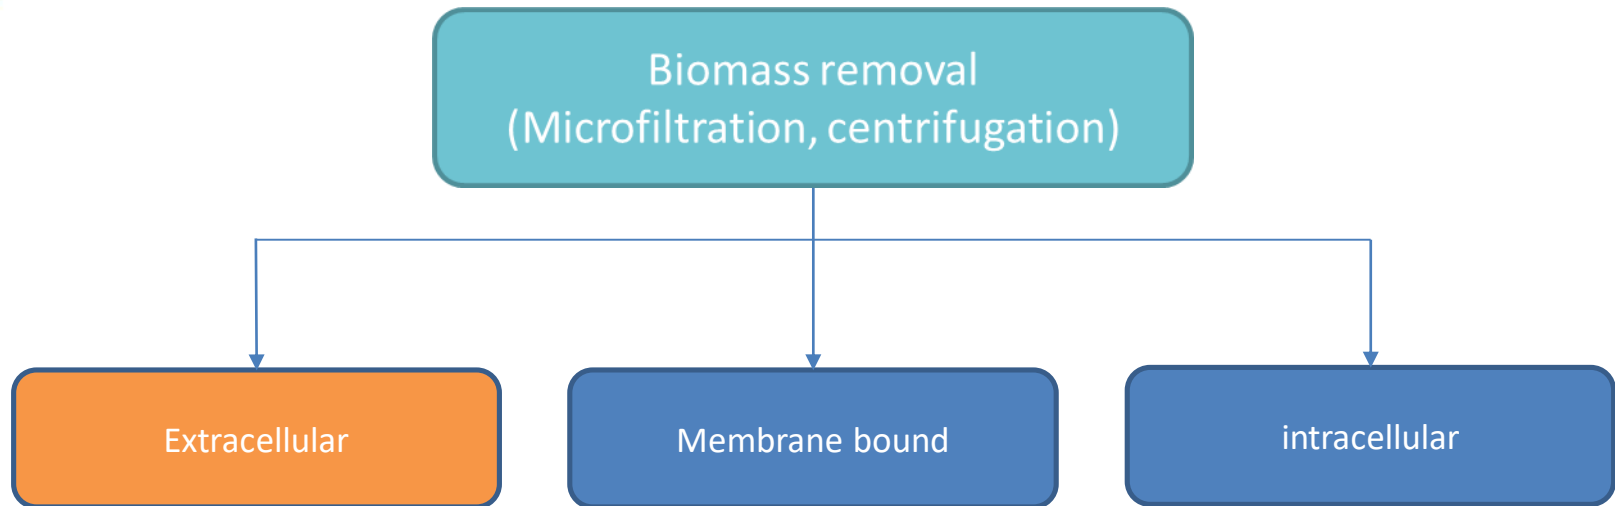 Biomass removal
(Microfiltration, centrifugation)
Extracellular
Membrane bound
intracellular